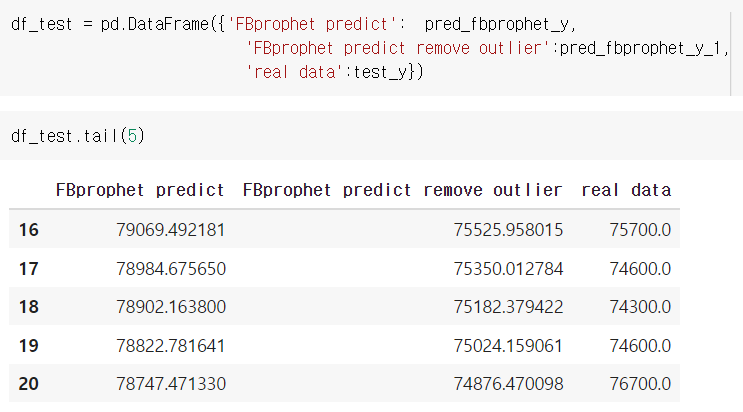 df_test = pd.DataFrame({'FBprophet predict':  pred_fbprophet_y,
'FBprophet predict remove outlier':pred_fbprophet_y_1,
'real data':test_y})
df_test.tail(5)
FBprophet predict FBprophet predict remove outlier real data
16 79069.492181 75525.958015 75700.0
17 78984.675650 75350.012784 74600.0
18 78902.163800 75182.379422 74300.0
19 78822.781641 75024.159061 74600.0
20 78747.471330 74876.470098 76700.0